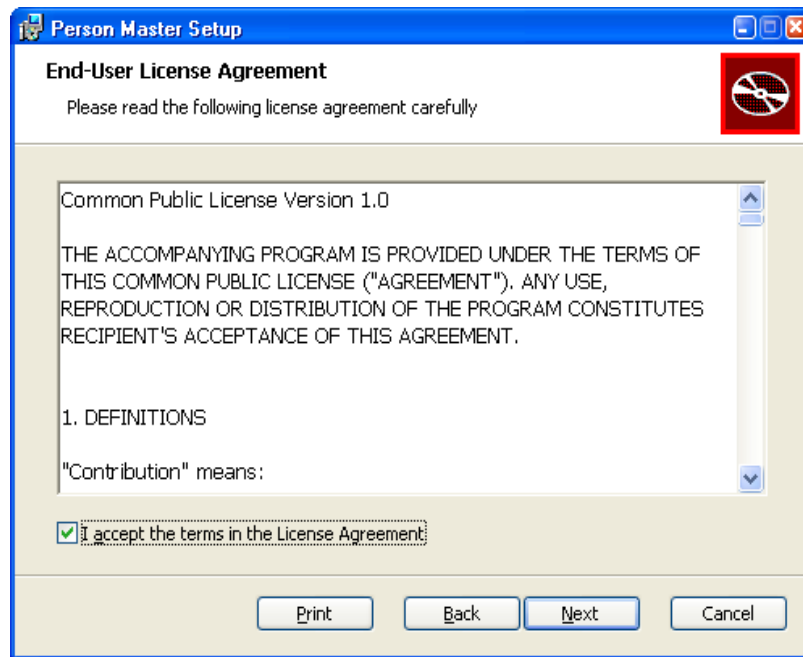 Person Master Setup
End-User License Agreement
Please read the following license agreement carefully
Common Public License Version 1.0
THE ACCOMPANYING PROGRAM IS PROVIDED UNDER THE TERMS OF
THIS COMMON PUBLIC LICENSE ("AGREEMENT"). ANY USE,
REPRODUCTION OR DISTRIBUTION OF THE PROGRAM CONSTITUTES
RECIPIENT'S ACCEPTANCE OF THIS AGREEMENT.
1. DEFINITIONS
"Contribution" means:
I accept the terms in the License Agreement
Print Back Next Cancel